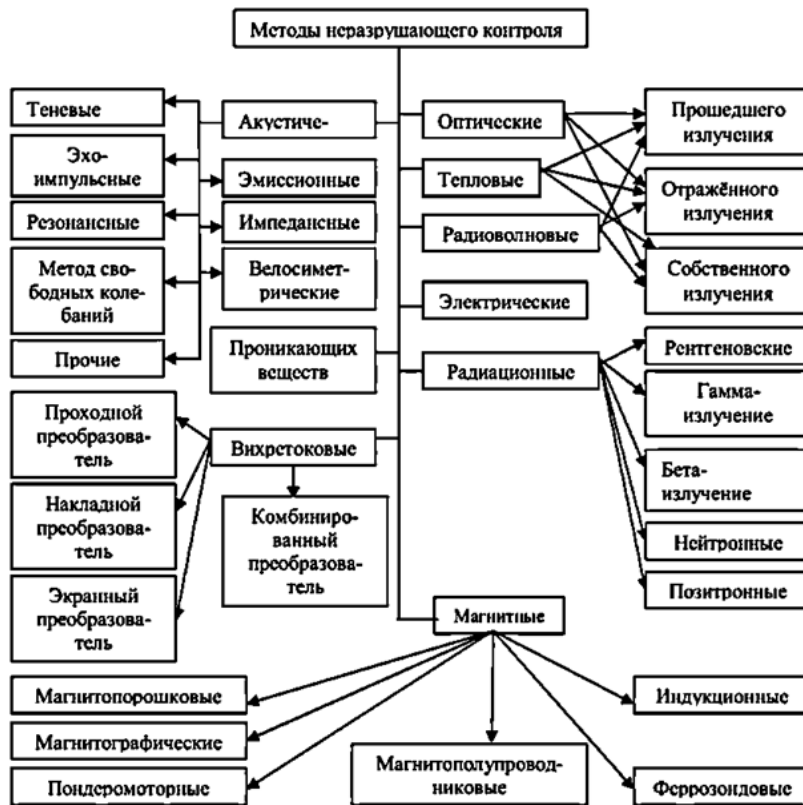 Методы неразрушающего контроля
Теневые
Эхо-
импульсные
Резонансные
Метод сво-
бодных коле-
баний
Прочие
Акустиче-
Эмиссионные
Импедансные
Велосимет-
рические
Проникающих
веществ
Оптические
Тепловые
Радиоволновые
Электрические
Радиационные
Прошедшего
излучения
Отражённого
излучения
Собственного
излучения
Рентгеновские
Гамма-
излучение
Бета-
излучение
Нейтронные
Позитронные
Проходной
преобразова-
тель
Накладной
преобразова-
тель
Экранный
преобразова-
тель
Вихретоковые
Комбиниро-
ванный
преобразова-
тель
Магнитные
Магнитопорошковые
Магнитографические
Пондеромоторные
Магнитополупровод-
никовые
Индукционные
Феррозондовые